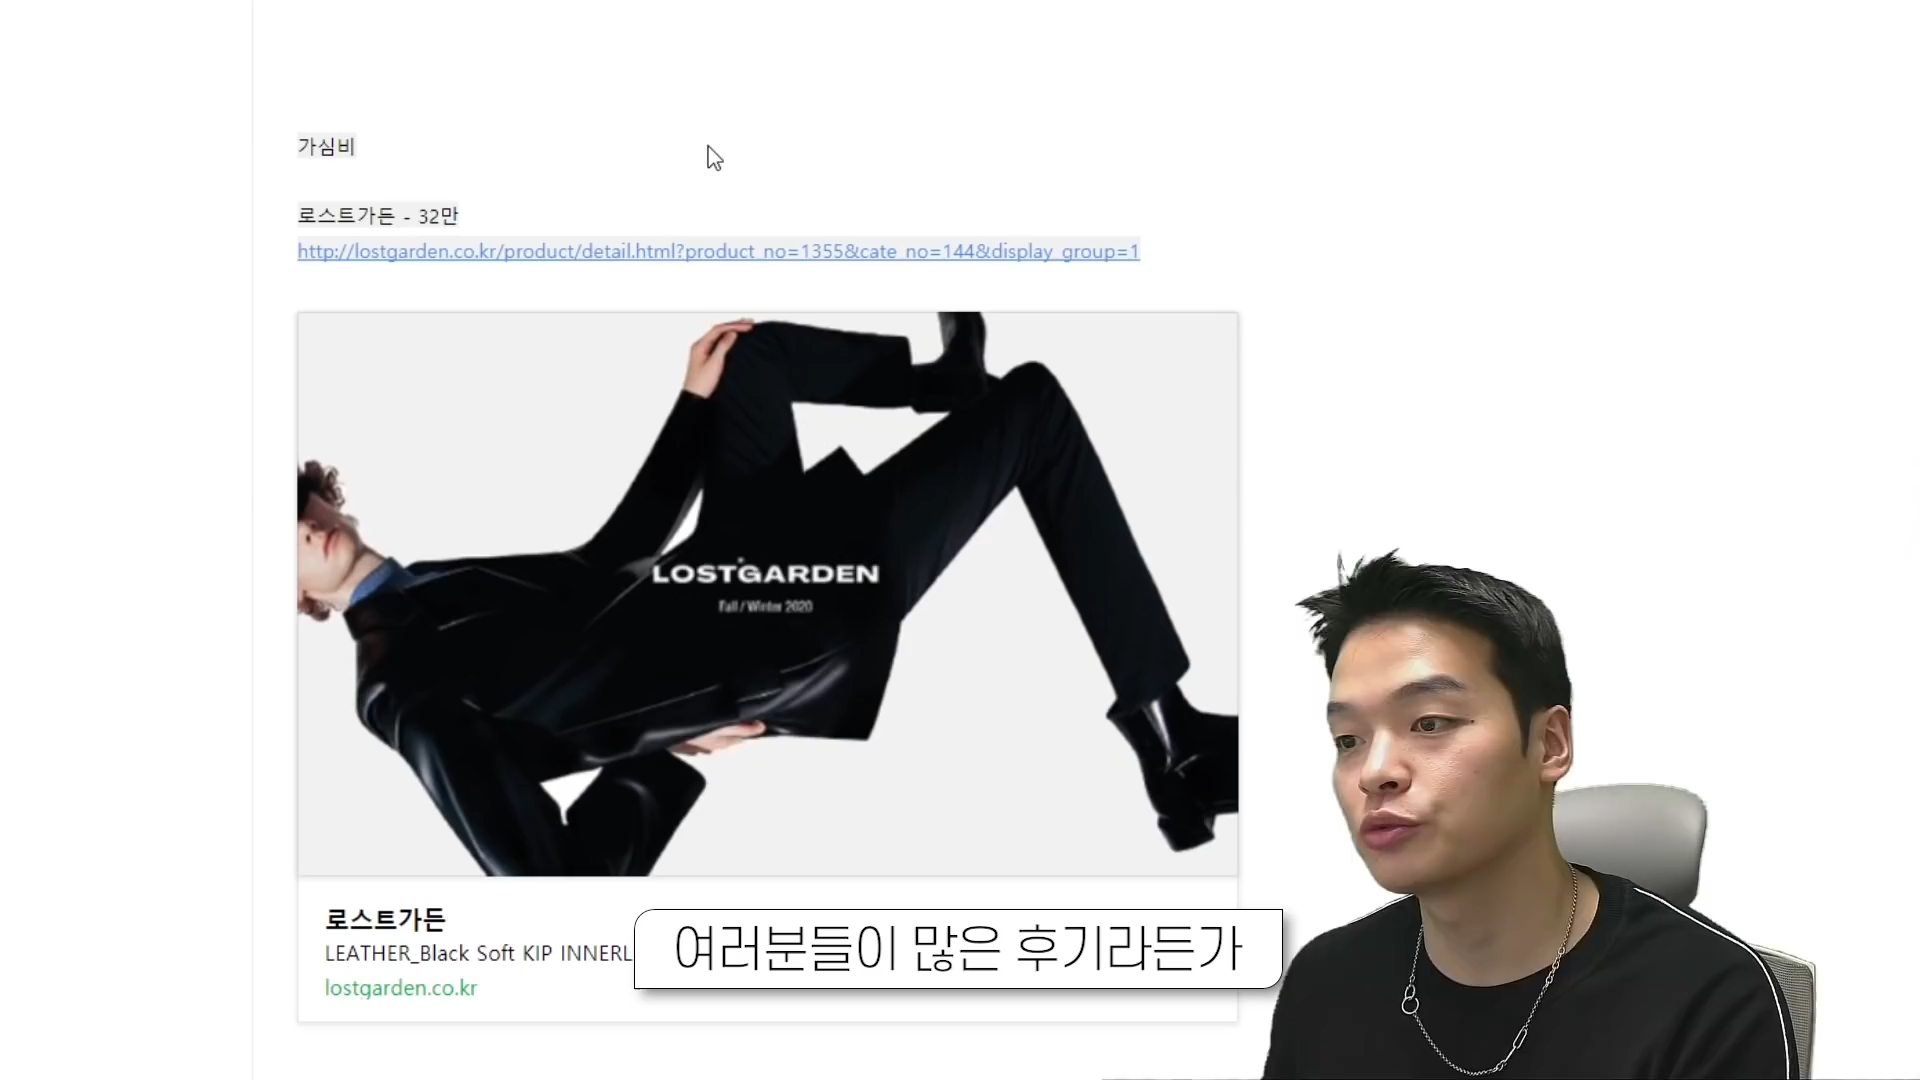 가심비
로스트가든 - 32만
http://lostgarden.co.kr/product/detail.html?product_no=1355&cate_no=144&display_group=1
LOSTGARDEN
Fall / Winter 2020
로스트가든
LEATHER_Black Soft KIP INNERL
lostgarden.co.kr
여러분들이 많은 후기라든가